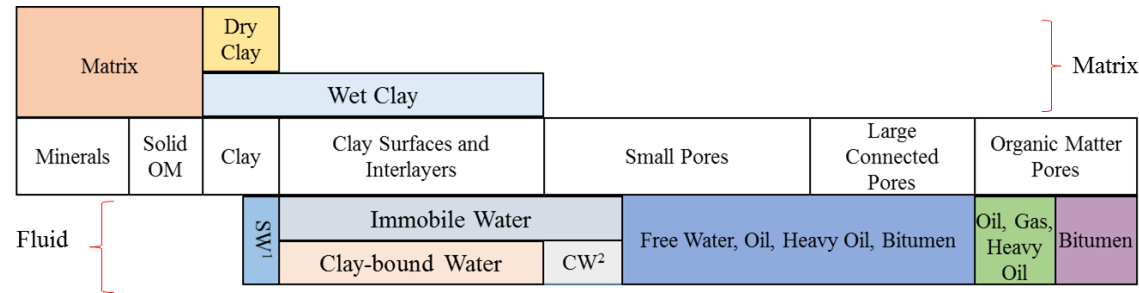 Matrix
Dry
Clay
Wet Clay
Matrix
Minerals
Solid
OM
Clay
Clay Surfaces and
Interlayers
Small Pores
Large
Connected
Pores
Organic Matter
Pores
Fluid
SW¹
Immobile Water
Clay-bound Water
CW²
Free Water, Oil, Heavy Oil, Bitumen
Oil, Gas,
Heavy
Oil
Bitumen